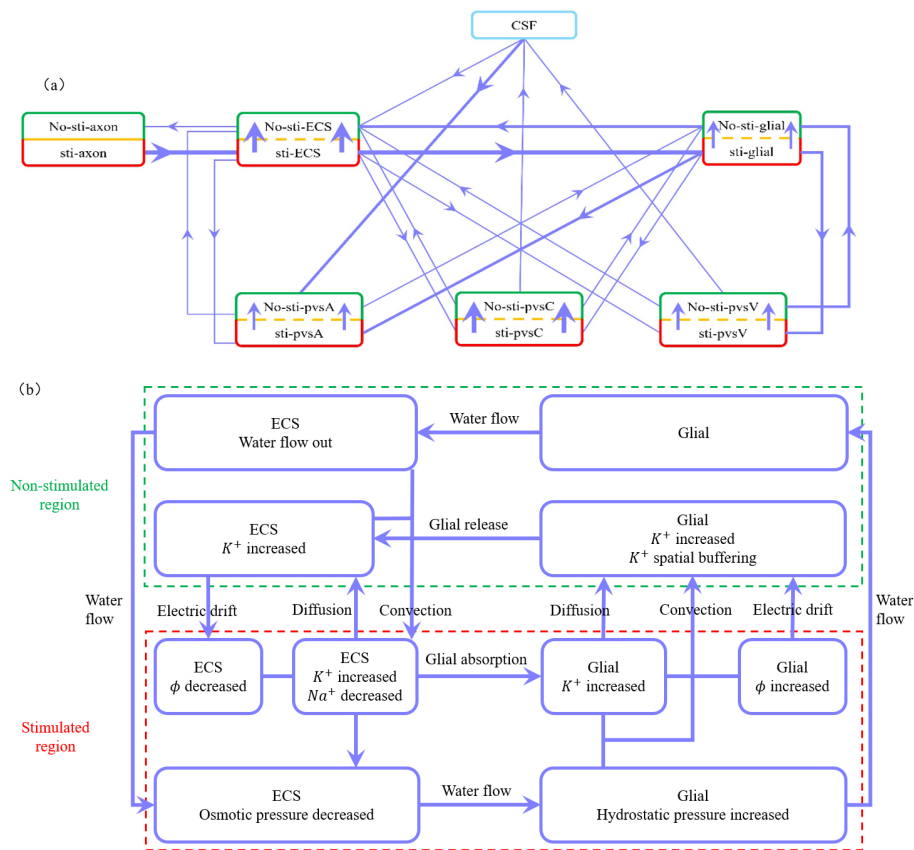 CSF
(a)
No-sti-axon
sti-axon
No-sti-ECS
sti-ECS
No-sti-glial
sti-glial
No-sti-pvsA
sti-pvsA
No-sti-pvsC
sti-pvsC
No-sti-pvsV
sti-pvsV
(b)
ECS
Water flow out
Water flow
Glial
Non-stimulated
region
ECS
K⁺ increased
Glial release
Glial
K⁺ increased
K⁺ spatial buffering
Water
flow
Electric drift
Diffusion
Convection
Diffusion
Convection
Electric drift
Water
flow
ECS
ϕ decreased
ECS
K⁺ increased
Na⁺ decreased
Glial absorption
Glial
K⁺ increased
Glial
ϕ increased
Stimulated
region
ECS
Osmotic pressure decreased
Water flow
Glial
Hydrostatic pressure increased